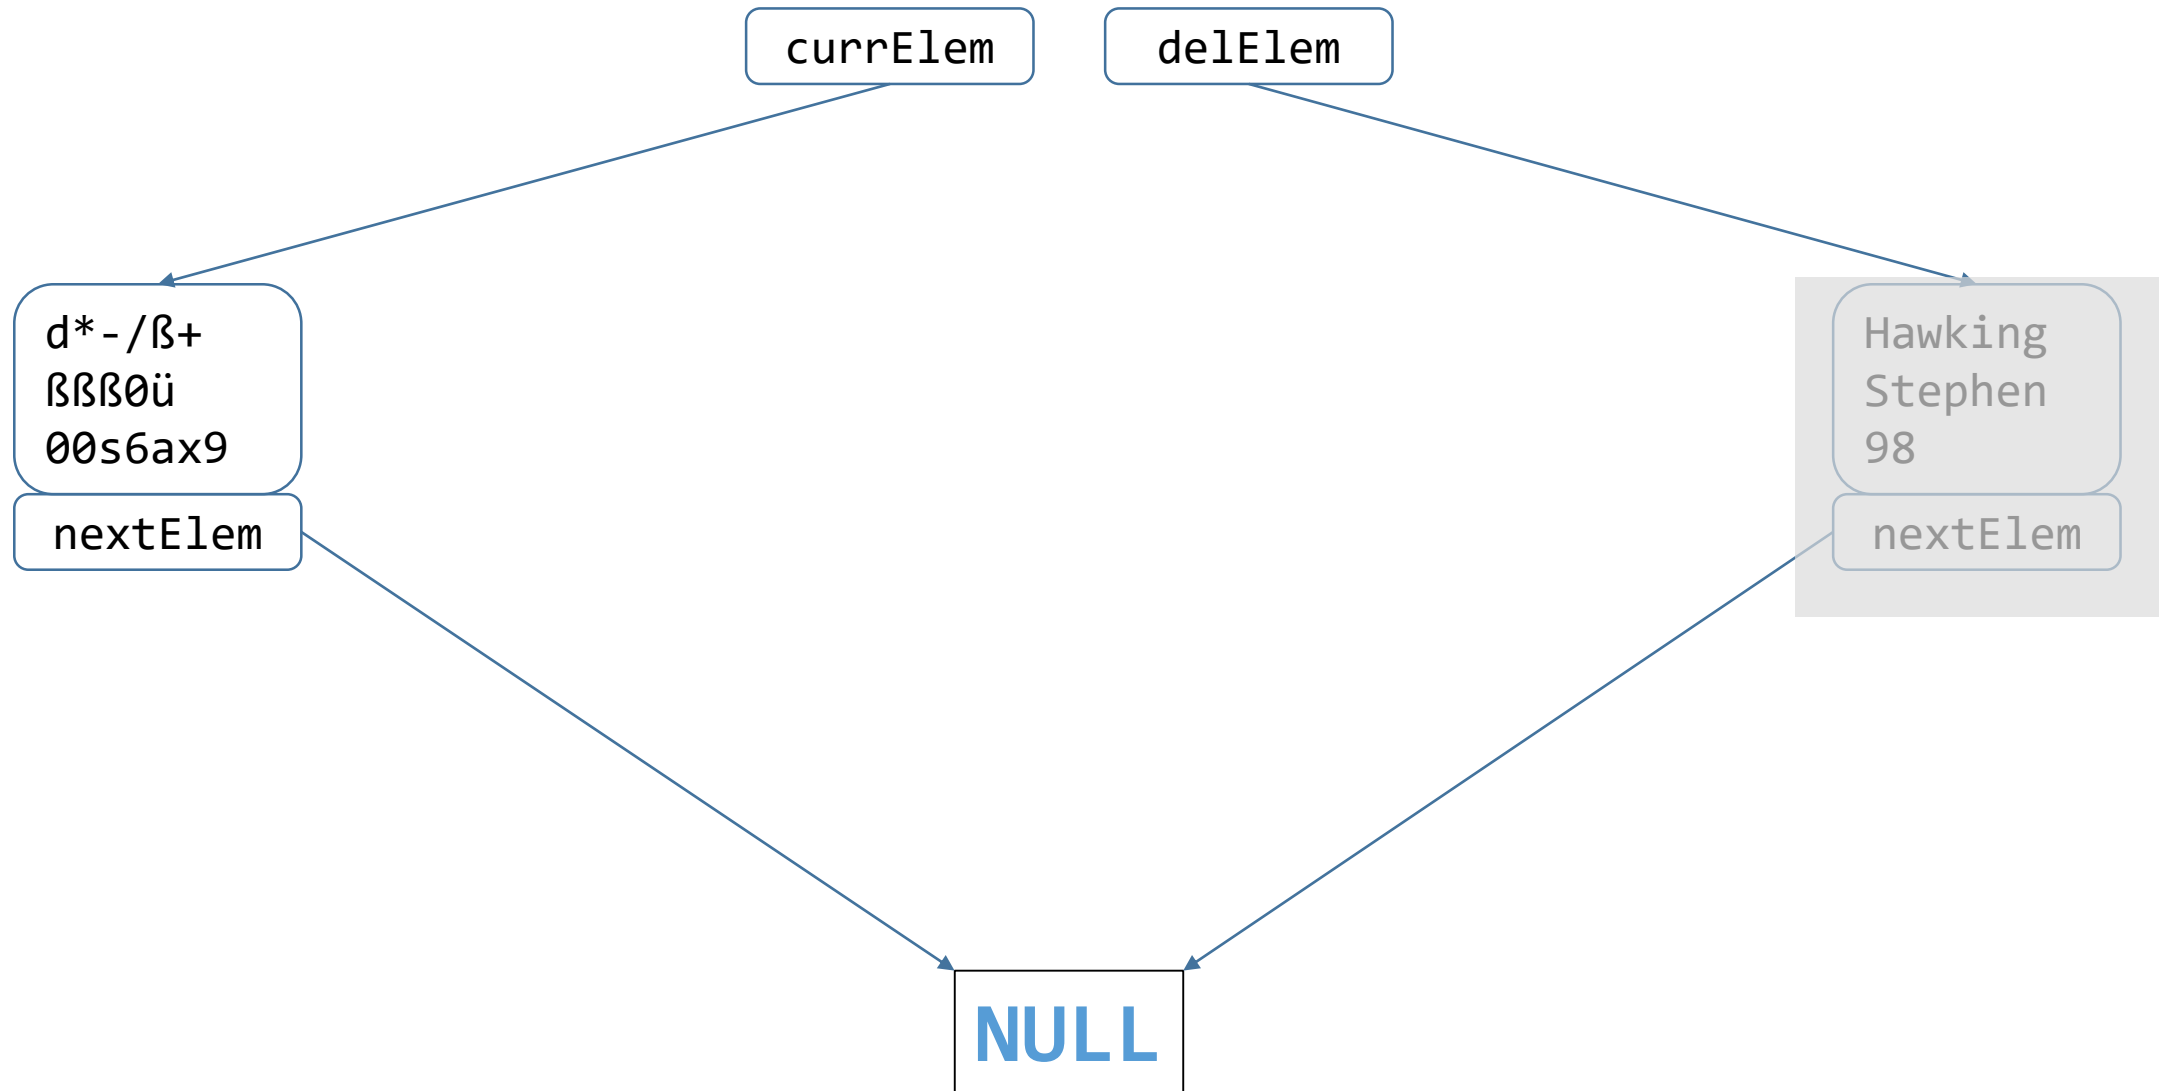 currElem
delElem
d*-/ß+
ßßß0ü
00s6ax9
nextElem
Hawking
Stephen
98
nextElem
NULL